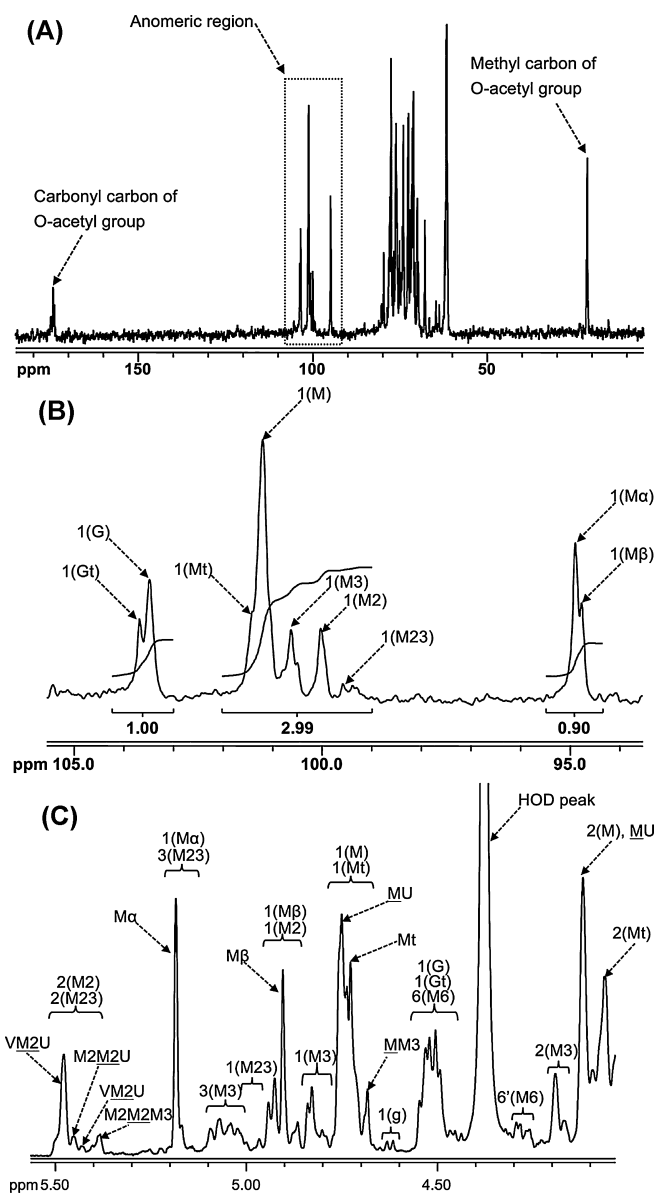 (A)
Anomeric region
Methyl carbon of
O-acetyl group
Carbonyl carbon of
O-acetyl group
ppm 150 100 50
(B)
1(M)
1(Mα)
1(G)
1(Mβ)
1(Gt)
1(Mt)
1(M3)
1(M2)
1(M23)
1.00 2.99 0.90
ppm 105.0 100.0 95.0
(C)
HOD peak
1(Mα)
3(M23)
1(M)
1(Mt)
2(M), MU
MU
Mα
1(Mβ)
1(M2)
Mt
2(Mt)
Mβ
1(G)
1(Gt)
6(M6)
2(M2)
2(M23)
VM2U
M2M2U
MM3
1(M23)
1(M3)
2(M3)
VM2U
3(M3)
6'(M6)
M2M2M3
1(g)
ppm 5.50 5.00 4.50